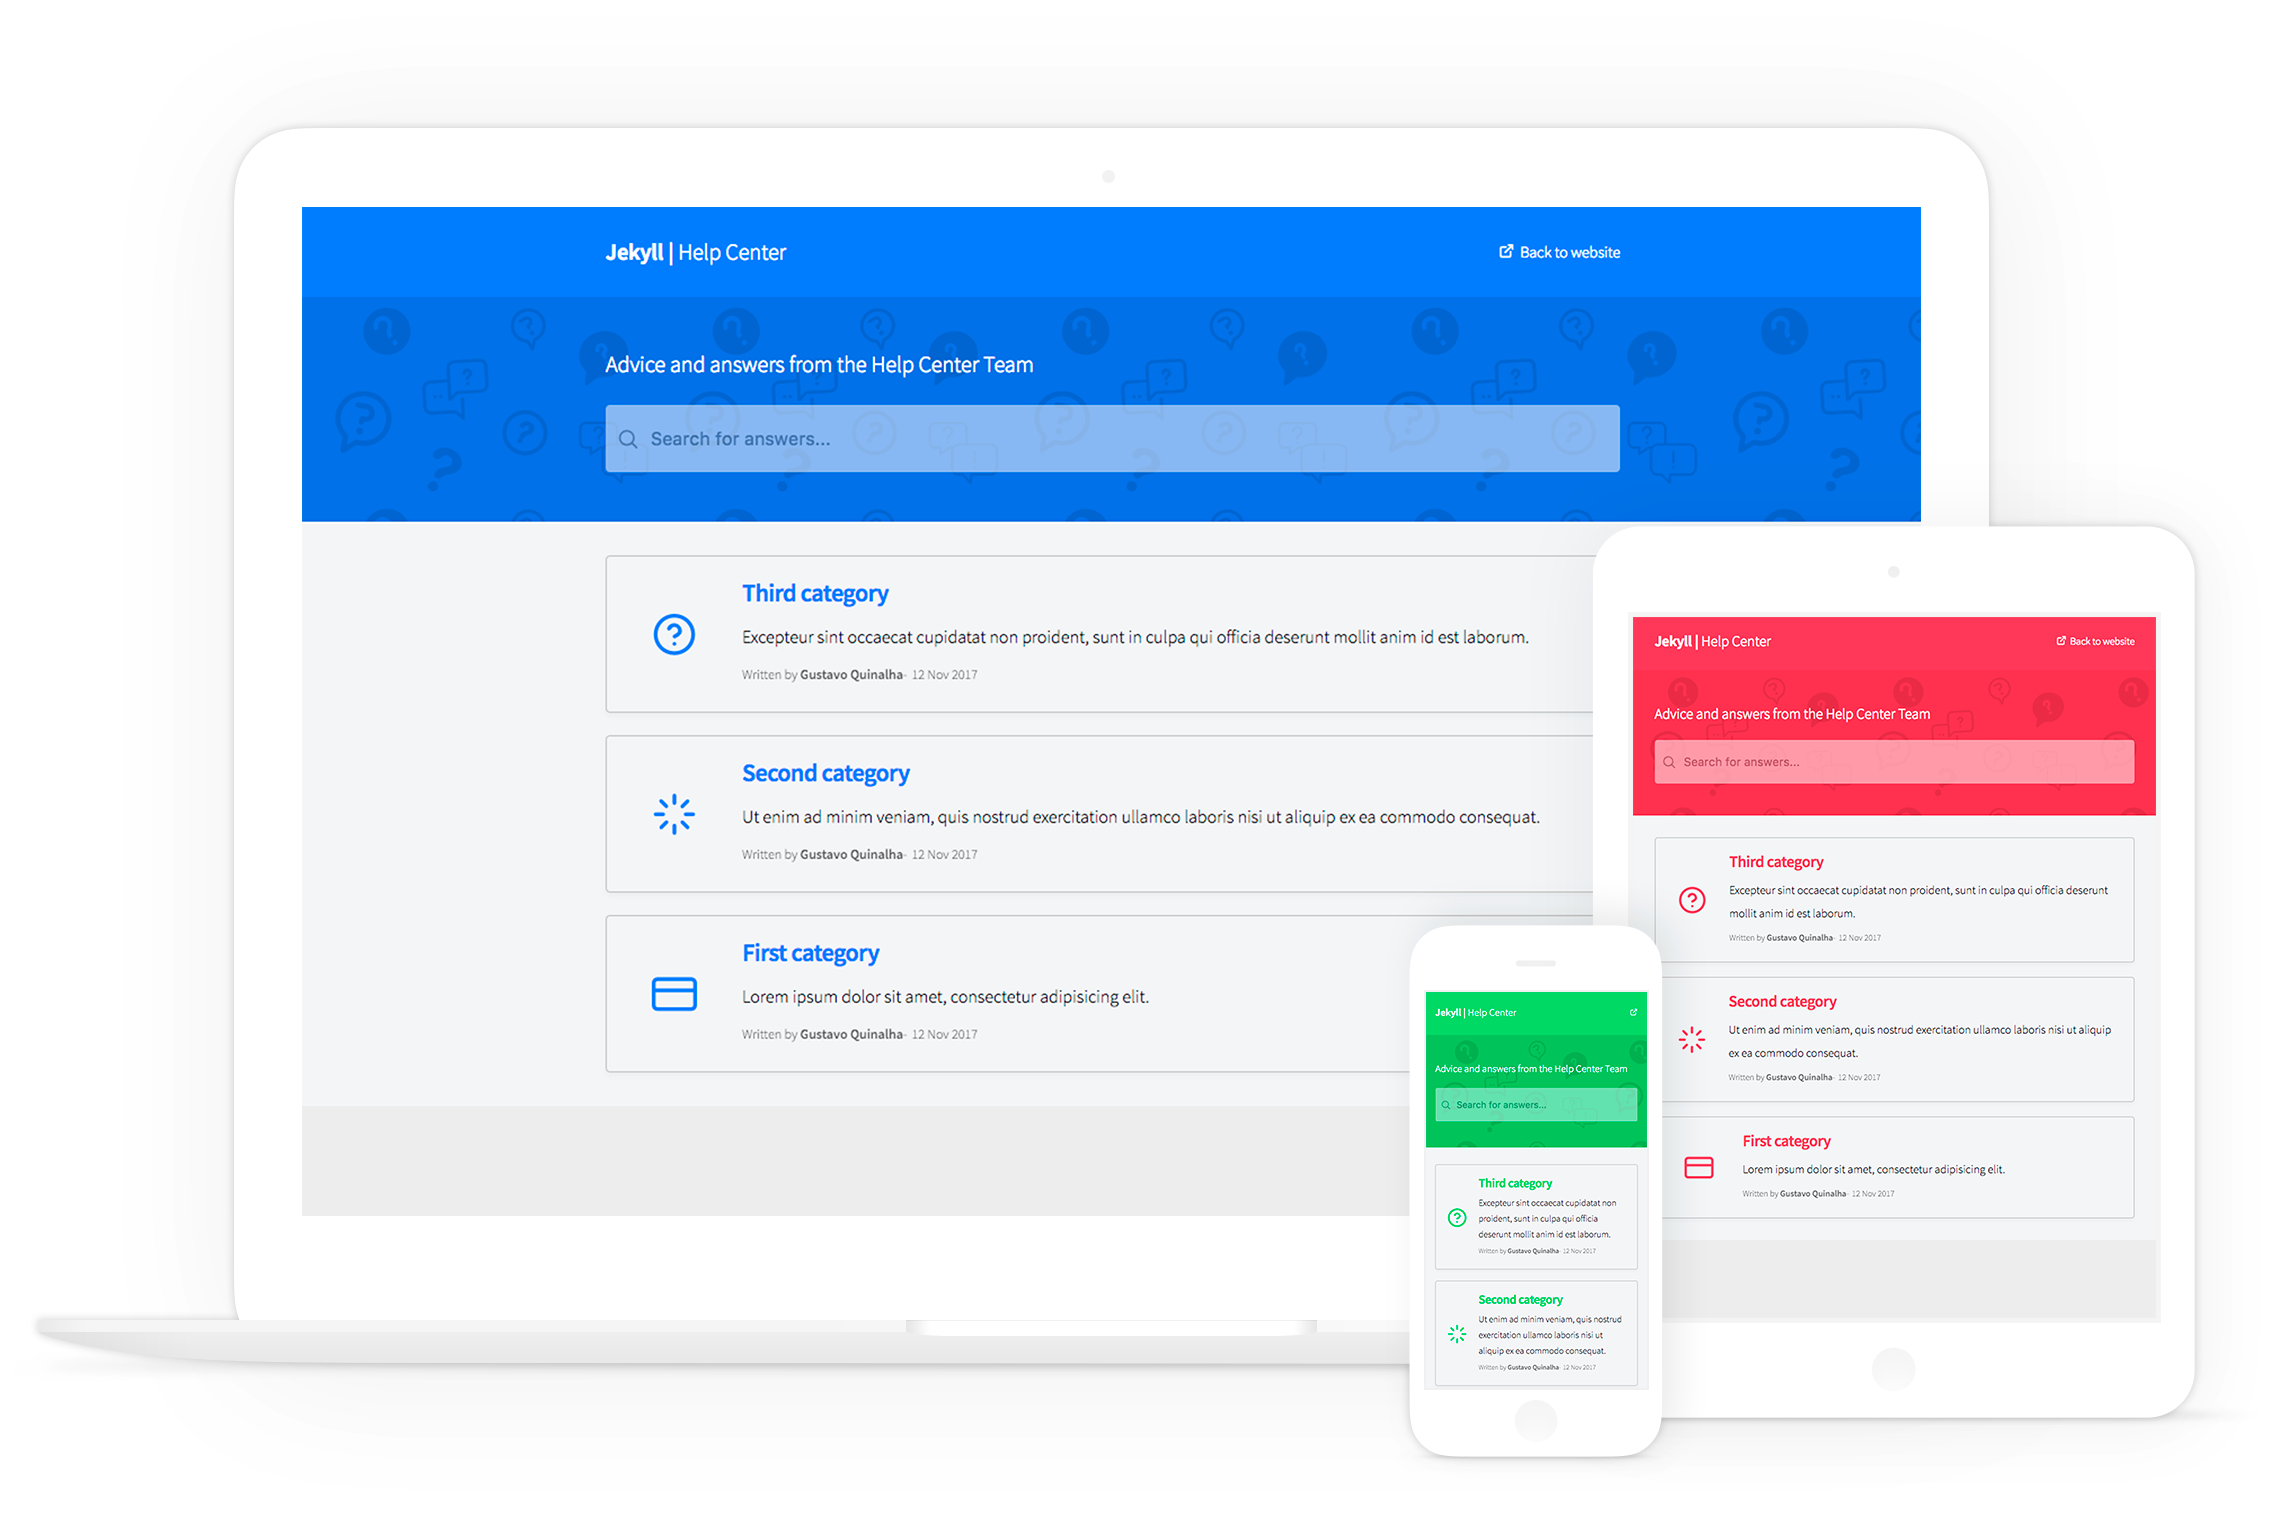 Jekyll | Help Center
Back to website
Advice and answers from the Help Center Team
Search for answers...
Third category
Excepteur sint occaecat cupidatat non proident, sunt in culpa qui officia deserunt mollit anim id est laborum.
Written by Gustavo Quinalha- 12 Nov 2017
Second category
Ut enim ad minim veniam, quis nostrud exercitation ullamco laboris nisi ut aliquip ex ea commodo consequat.
Written by Gustavo Quinalha- 12 Nov 2017
First category
Lorem ipsum dolor sit amet, consectetur adipisicing elit.
Written by Gustavo Quinalha- 12 Nov 2017
Jekyll | Help Center
Back to website
Advice and answers from the Help Center Team
Search for answers...
Third category
Excepteur sint occaecat cupidatat non proident, sunt in culpa qui officia deserunt
mollit anim id est laborum.
Written by Gustavo Quinalha- 12 Nov 2017
Second category
Ut enim ad minim veniam, quis nostrud exercitation ullamco laboris nisi ut aliquip
ex ea commodo consequat.
Written by Gustavo Quinalha- 12 Nov 2017
First category
Lorem ipsum dolor sit amet, consectetur adipisicing elit.
Written by Gustavo Quinalha- 12 Nov 2017
Jekyll | Help Center
Advice and answers from the Help Center Team
Search for answers...
Third category
Excepteur sint occaecat cupidatat non
proident, sunt in culpa qui officia
deserunt mollit anim id est laborum.
Written by Gustavo Quinalha- 12 Nov 2017
Second category
Ut enim ad minim veniam, quis nostrud
exercitation ullamco laboris nisi ut
aliquip ex ea commodo consequat.
Written by Gustavo Quinalha- 12 Nov 2017